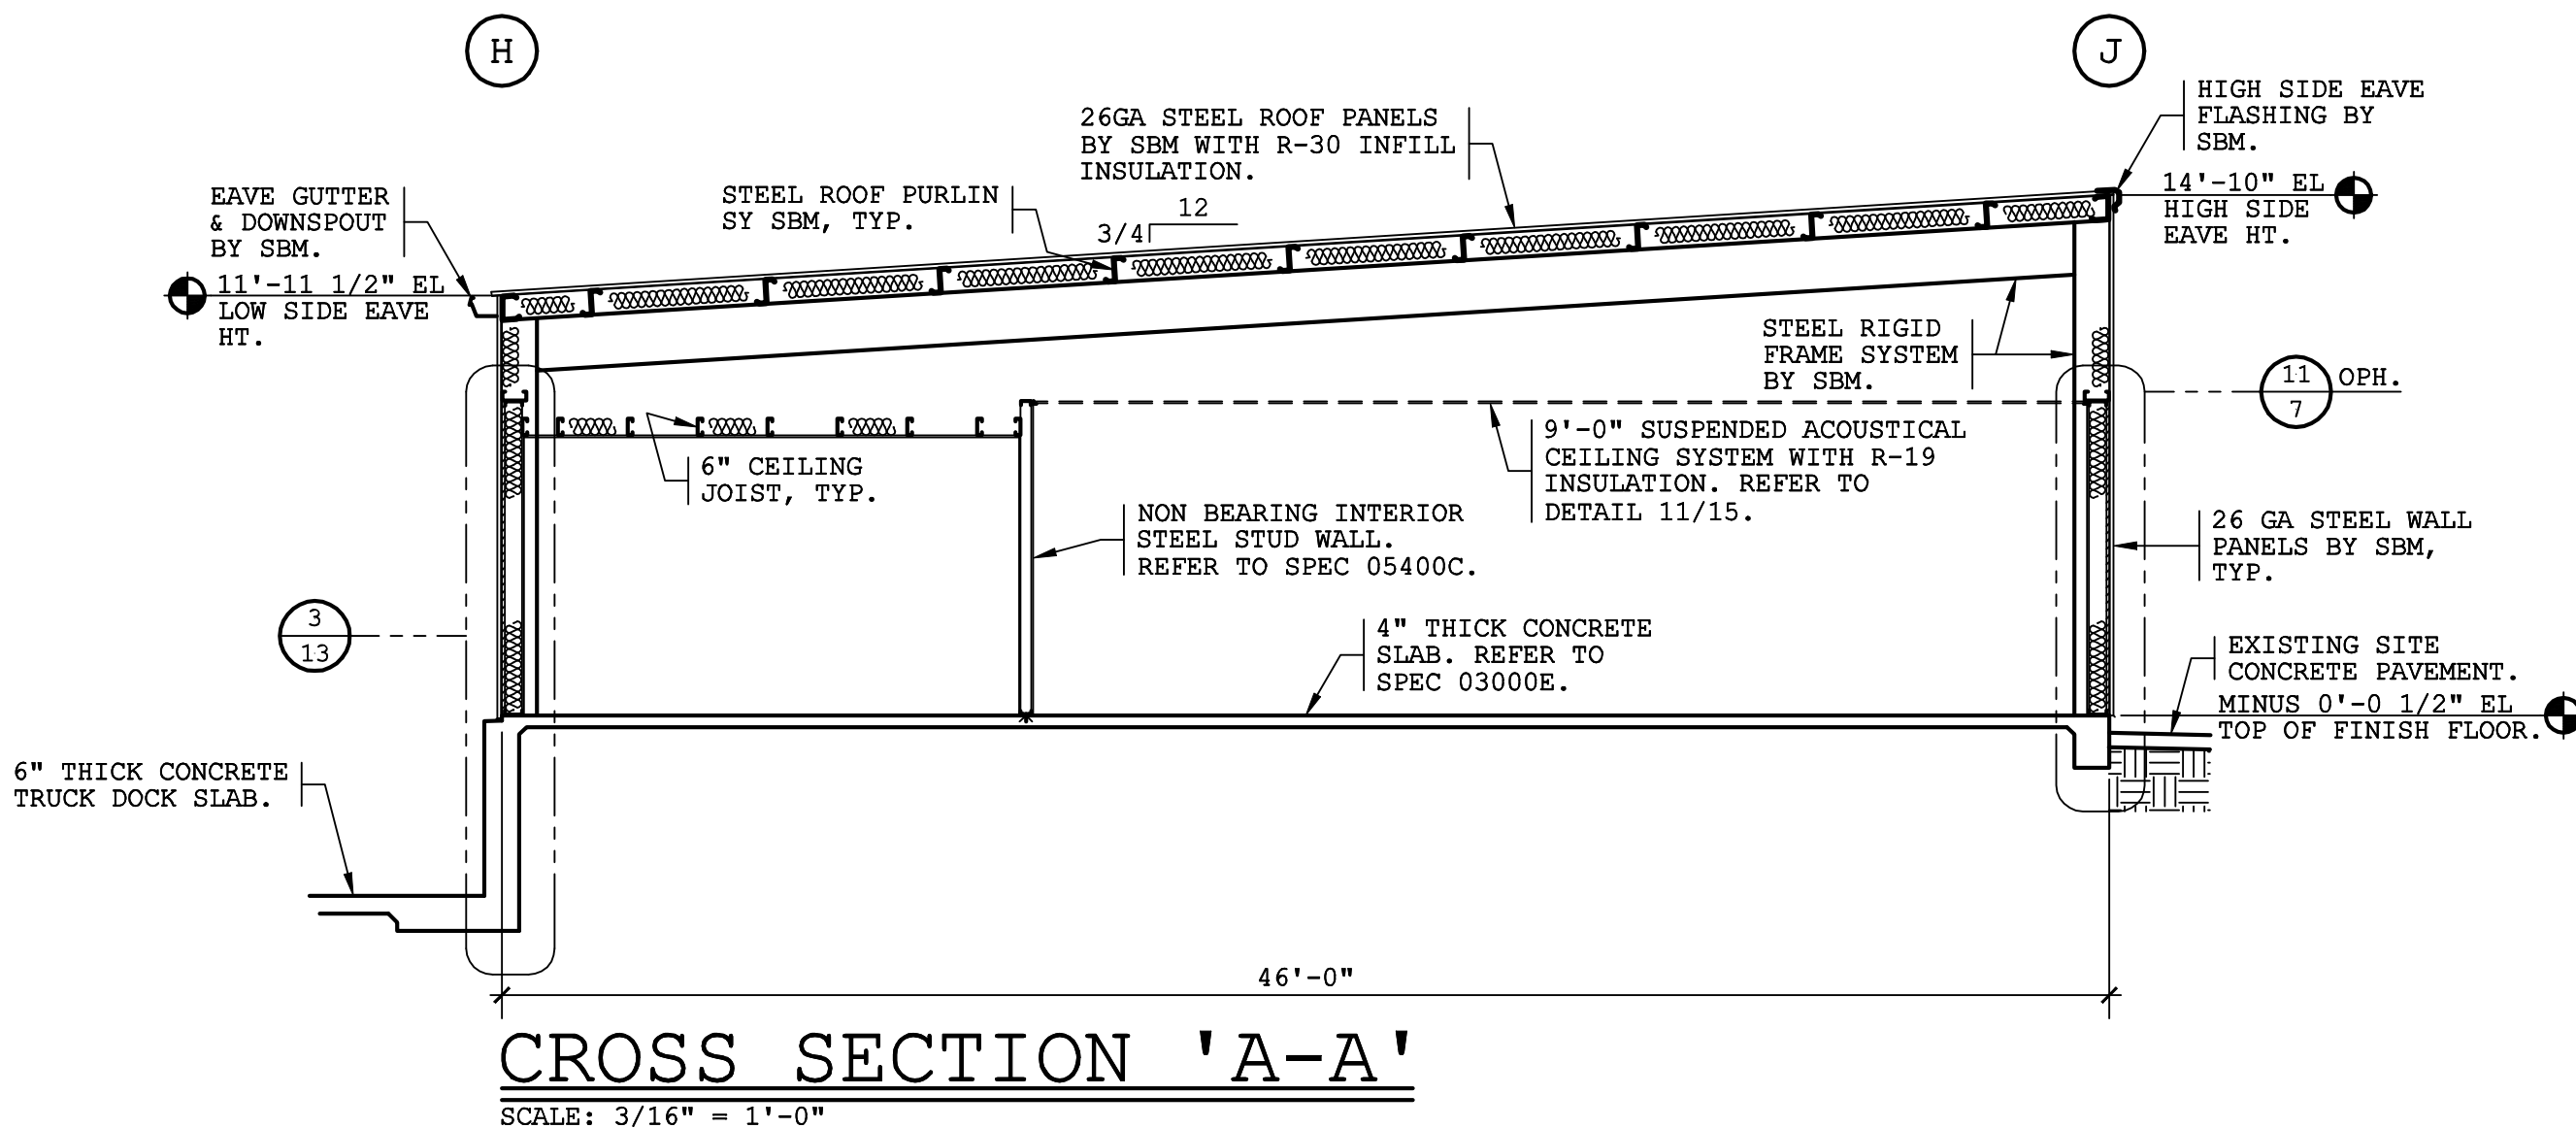 H
J
HIGH SIDE EAVE
FLASHING BY
SBM.
26GA STEEL ROOF PANELS
BY SBM WITH R-30 INFILL
INSULATION.
STEEL ROOF PURLIN
SY SBM, TYP.
12
3/4
EAVE GUTTER
& DOWNSPOUT
BY SBM.
14'-10" EL
HIGH SIDE
EAVE HT.
11'-11 1/2" EL
LOW SIDE EAVE
HT.
STEEL RIGID
FRAME SYSTEM
BY SBM.
11
7
OPH.
6" CEILING
JOIST, TYP.
9'-0" SUSPENDED ACOUSTICAL
CEILING SYSTEM WITH R-19
INSULATION. REFER TO
DETAIL 11/15.
NON BEARING INTERIOR
STEEL STUD WALL.
REFER TO SPEC 05400C.
26 GA STEEL WALL
PANELS BY SBM,
TYP.
3
13
4" THICK CONCRETE
SLAB. REFER TO
SPEC 03000E.
EXISTING SITE
CONCRETE PAVEMENT.
MINUS 0'-0 1/2" EL
TOP OF FINISH FLOOR.
6" THICK CONCRETE
TRUCK DOCK SLAB.
46'-0"
CROSS SECTION 'A-A'
SCALE: 3/16" = 1'-0"